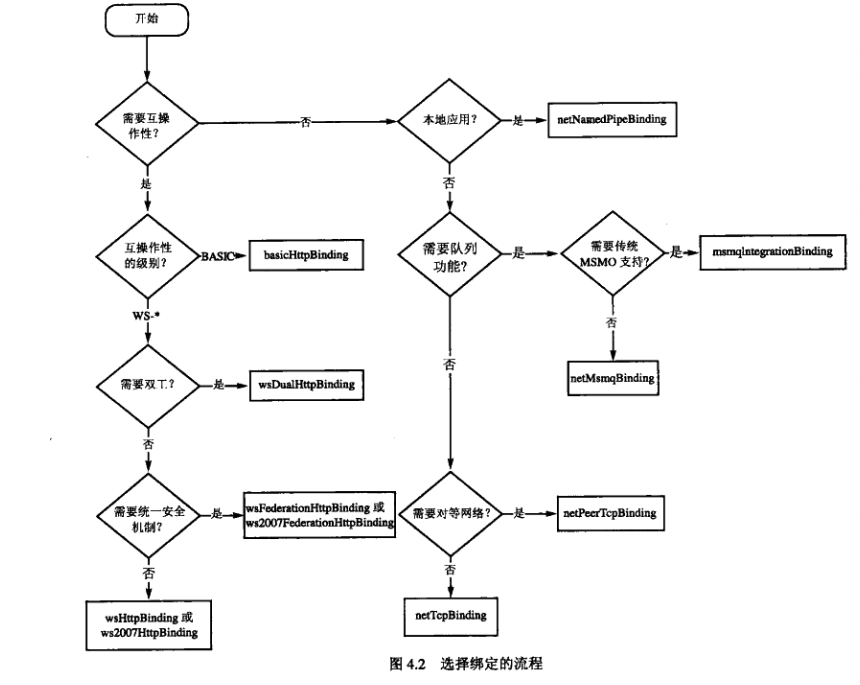 开始
需要互操
作性？
否
本地应用？
是
netNamedPipeBinding
是
否
互操作性
的级别？
BASIC
basicHttpBinding
需要队列
功能？
是
需要传统
MSMO 支持？
是
msmqIntegrationBinding
WS-*
否
否
netMsmqBinding
需要双工？
是
wsDualHttpBinding
否
需要统一安全
机制？
是
wsFederationHttpBinding 或
ws2007FederationHttpBinding
需要对等网络？
是
netPeerTcpBinding
否
否
wsHttpBinding 或
ws2007HttpBinding
netTcpBinding
图 4.2 选择绑定的流程